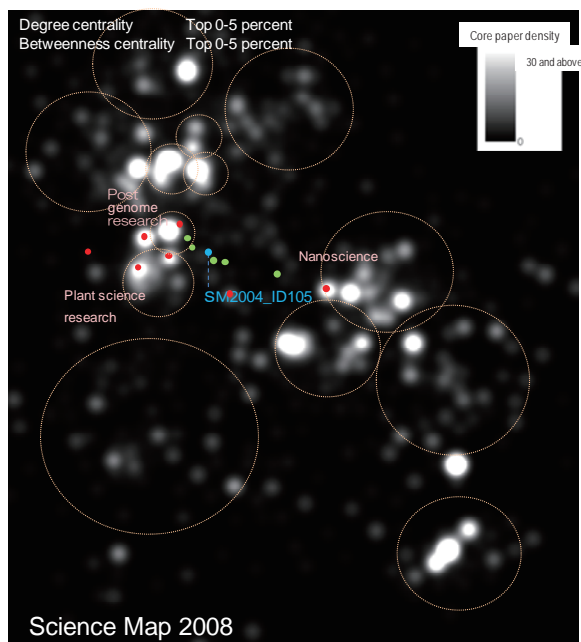 Degree centrality Top 0-5 percent
Betweenness centrality Top 0-5 percent
Core paper density
30 and above
0
Post
genome
research
Nanoscience
SM2004_ID105
Plant science
research
Science Map 2008